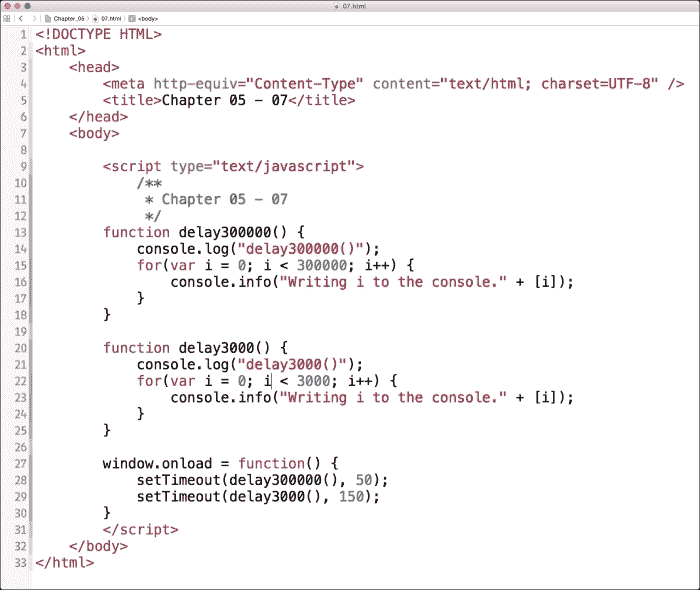 07.html
Chapter_05 07.html <body>
1 <!DOCTYPE HTML>
2 <html>
3 <head>
4 <meta http-equiv="Content-Type" content="text/html; charset=UTF-8" />
5 <title>Chapter 05 – 07</title>
6 </head>
7 <body>
8
9 <script type="text/javascript">
10 /**
11 * Chapter 05 – 07
12 */
13 function delay300000() {
14 console.log("delay300000()");
15 for(var i = 0; i < 300000; i++) {
16 console.info("Writing i to the console." + [i]);
17 }
18 }
19
20 function delay3000() {
21 console.log("delay3000()");
22 for(var i = 0; i < 3000; i++) {
23 console.info("Writing i to the console." + [i]);
24 }
25 }
26
27 window.onload = function() {
28 setTimeout(delay300000(), 50);
29 setTimeout(delay3000(), 150);
30 }
31 </script>
32 </body>
33 </html>